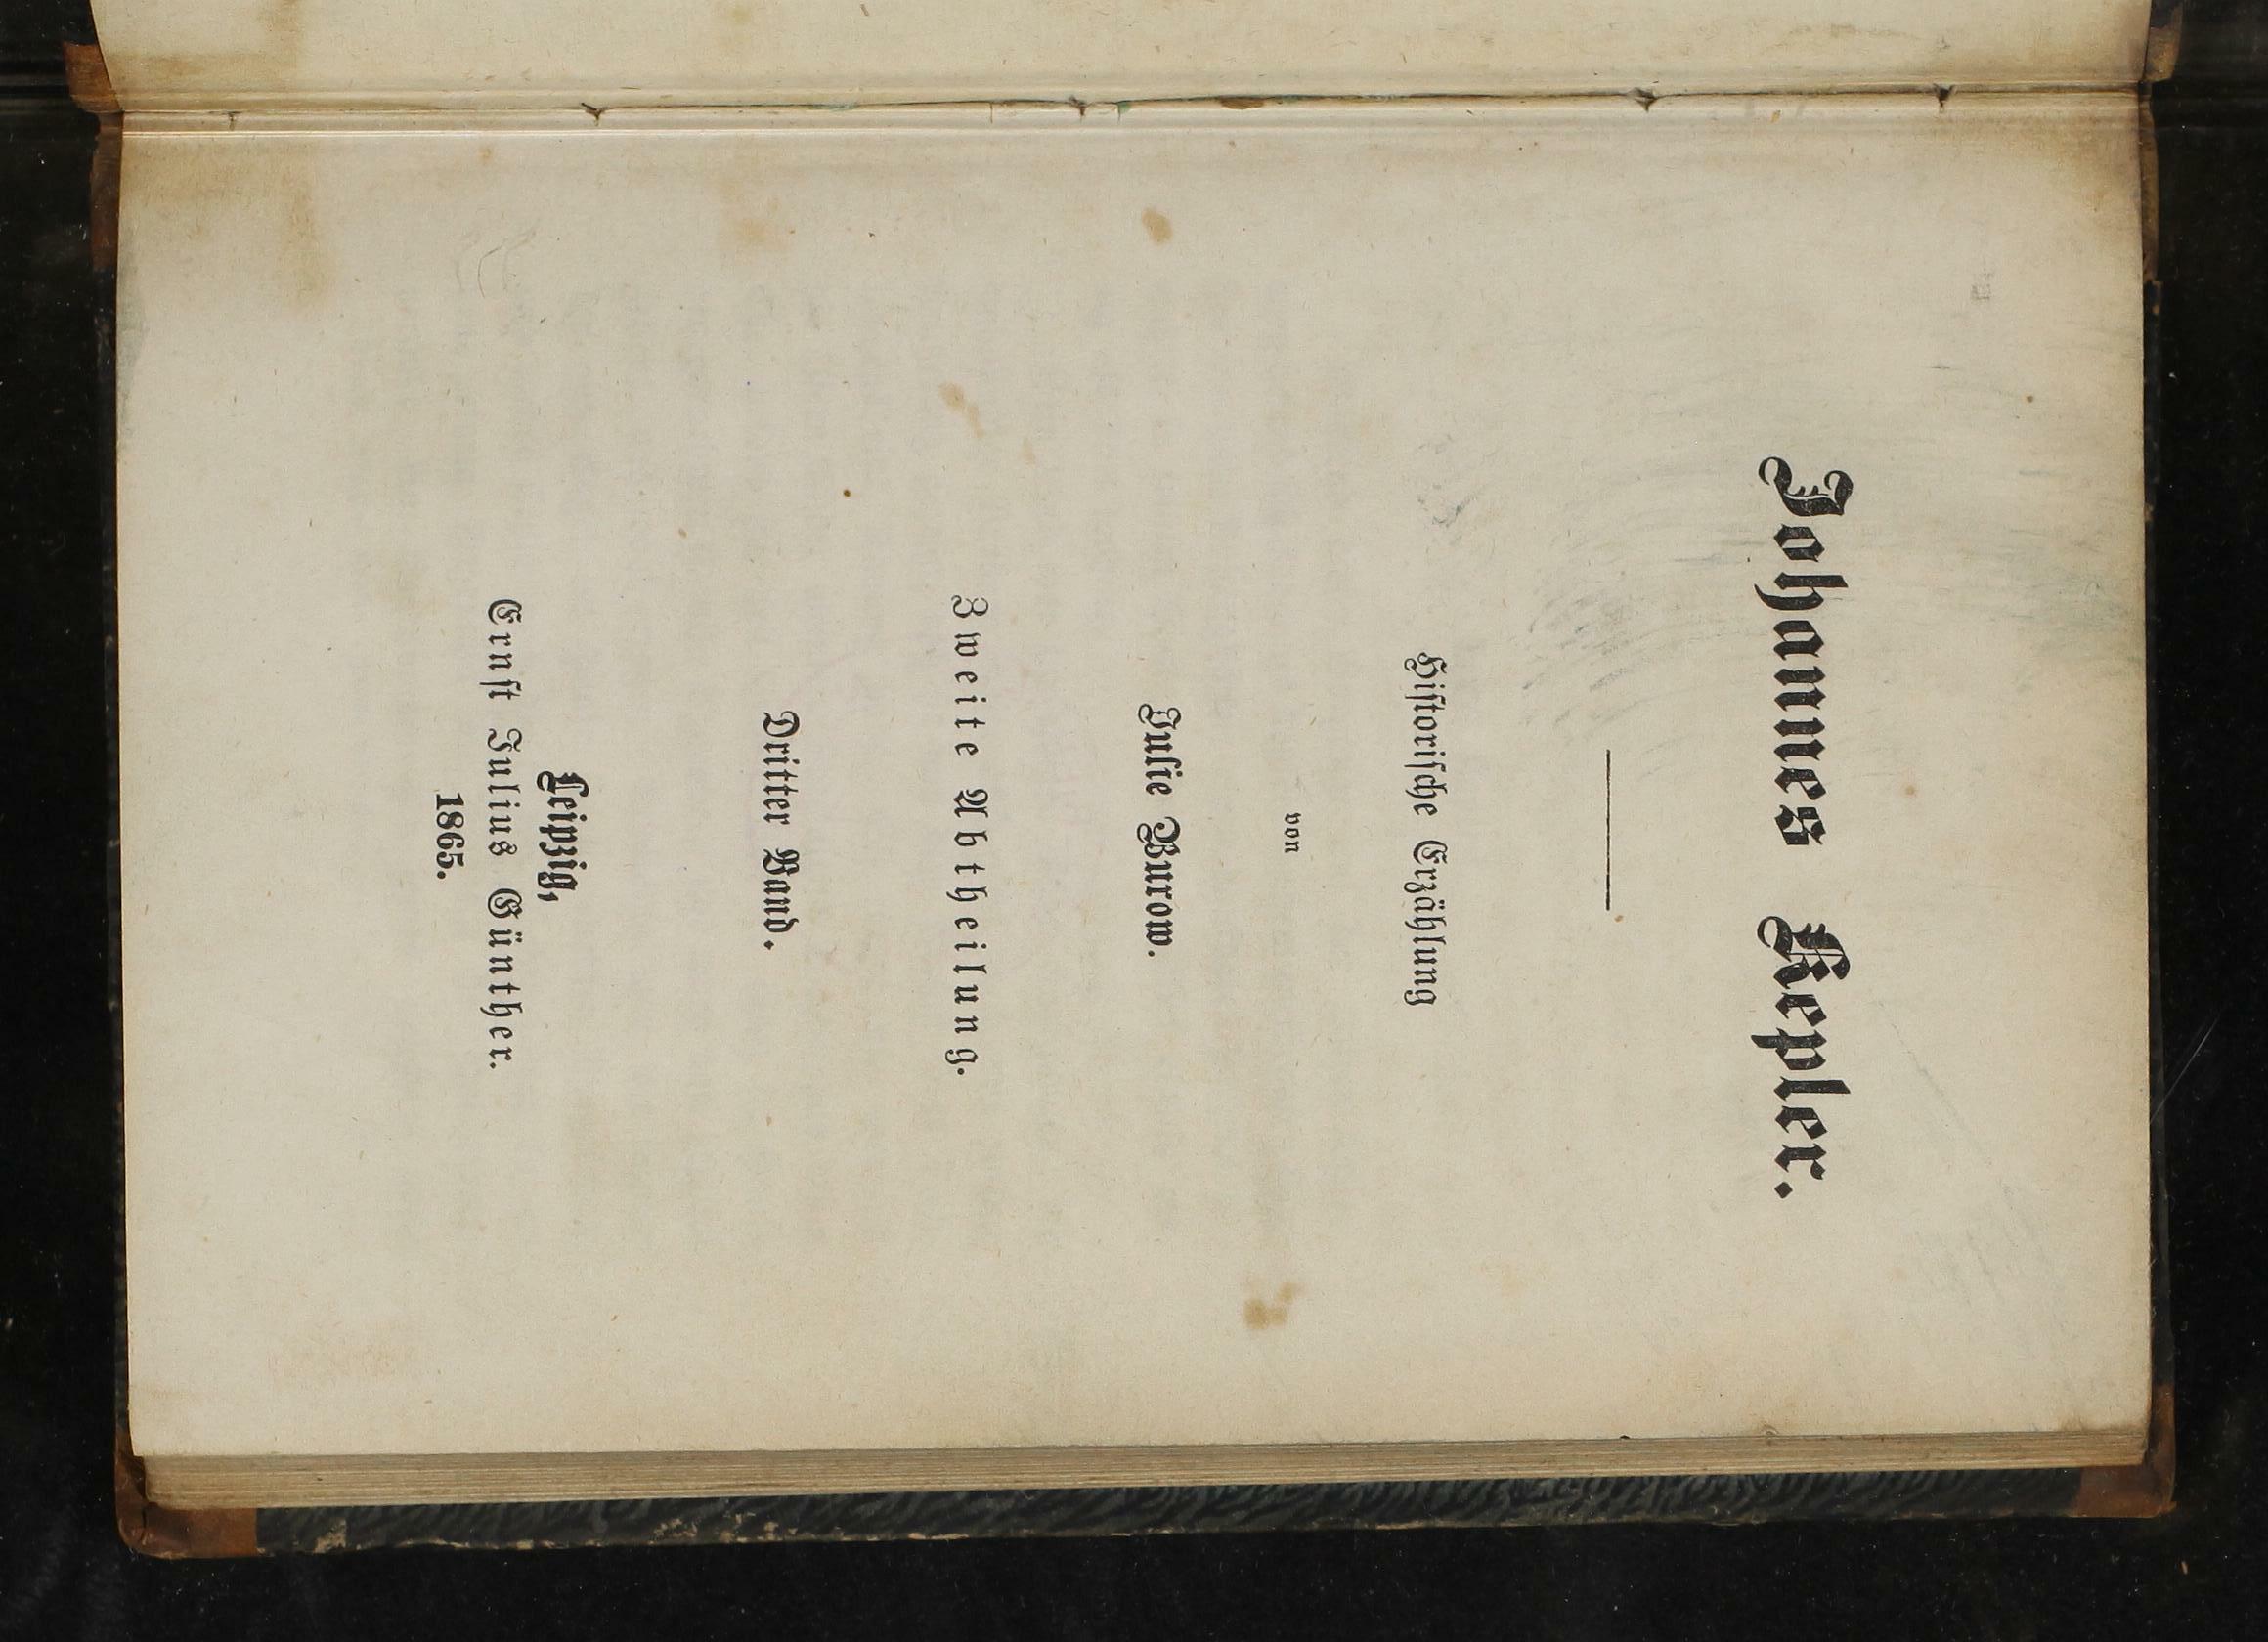 Johannes Kepler.
Hiſtoriſche Erzählung
von
Julie Burow.
Zweite Abtheilung.
Dritter Band.
Leipzig,
Ernſt Julius Günther.
1865.